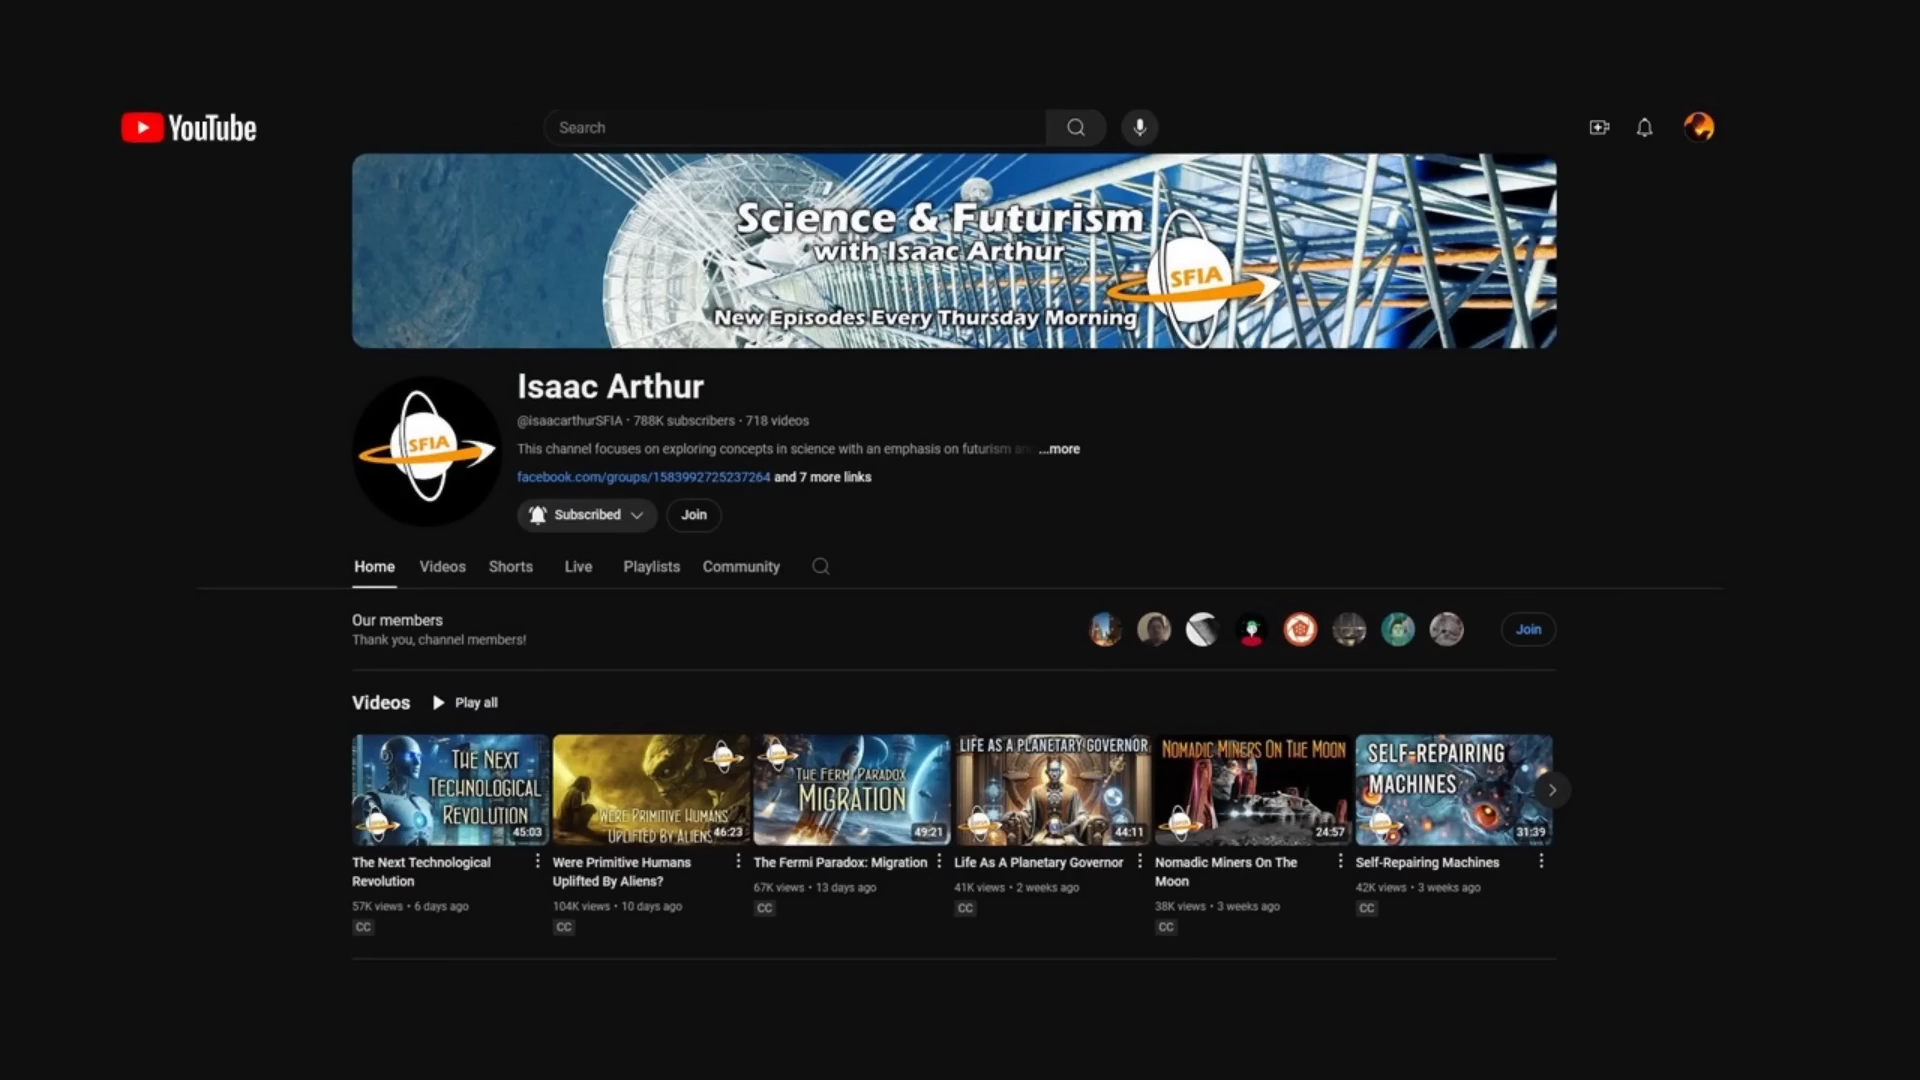 YouTube
Search
Science & Futurism
with Isaac Arthur
SFIA
New Episodes Every Thursday Morning
SFIA
Isaac Arthur
@isaacarthurSFIA • 788K subscribers • 718 videos
This channel focuses on exploring concepts in science with an emphasis on futurism ...more
facebook.com/groups/1583992725237264 and 7 more links
Subscribed
Join
Home Videos Shorts Live Playlists Community
Our members
Thank you, channel members!
Join
Videos Play all
THE NEXT
TECHNOLOGICAL
REVOLUTION
45:03
The Next Technological
Revolution
57K views • 6 days ago
CC
WERE PRIMITIVE HUMANS
UPLIFTED BY ALIENS
46:23
Were Primitive Humans
Uplifted By Aliens?
104K views • 10 days ago
CC
THE FERMI PARADOX
MIGRATION
49:21
The Fermi Paradox: Migration
67K views • 13 days ago
CC
LIFE AS A PLANETARY GOVERNOR
44:11
Life As A Planetary Governor
41K views • 2 weeks ago
CC
NOMADIC MINERS ON THE MOON
24:57
Nomadic Miners On The
Moon
38K views • 3 weeks ago
CC
SELF-REPAIRING
MACHINES
31:39
Self-Repairing Machines
42K views • 3 weeks ago
CC